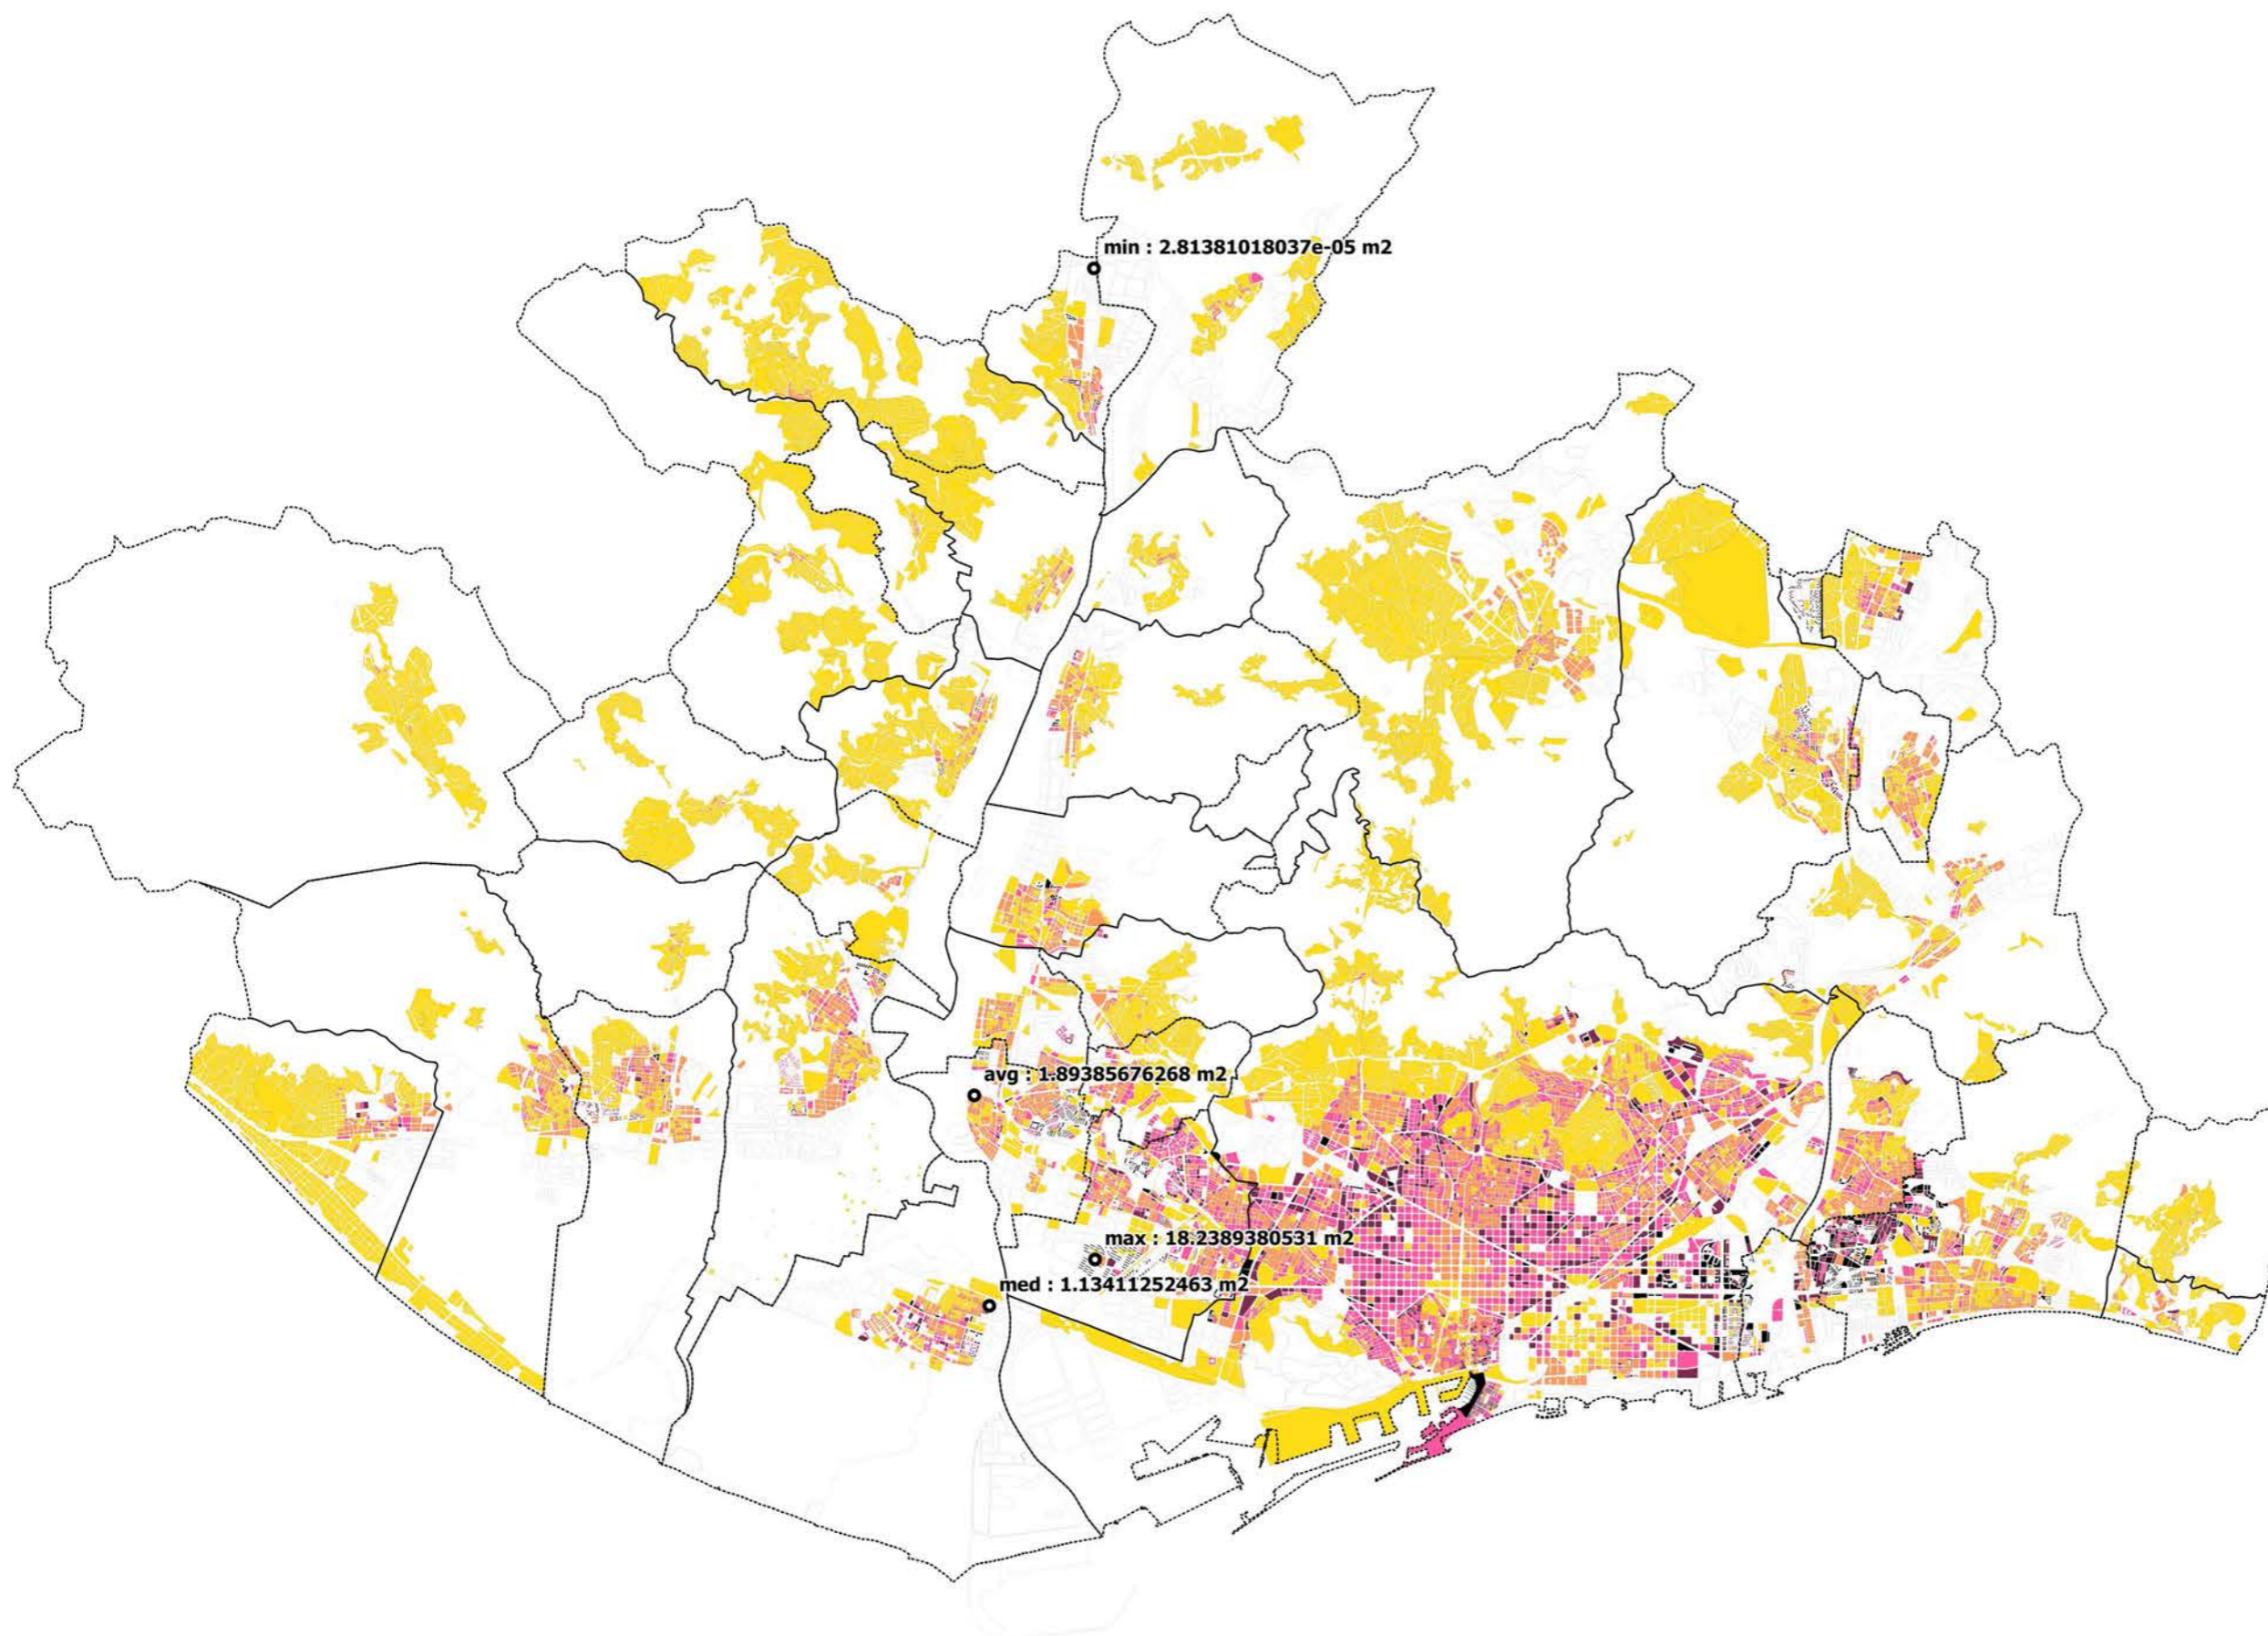 min : 2.81381018037e-05 m2
avg : 1.89385676268 m2
max : 18.2389380531 m2
med : 1.13411252463 m2